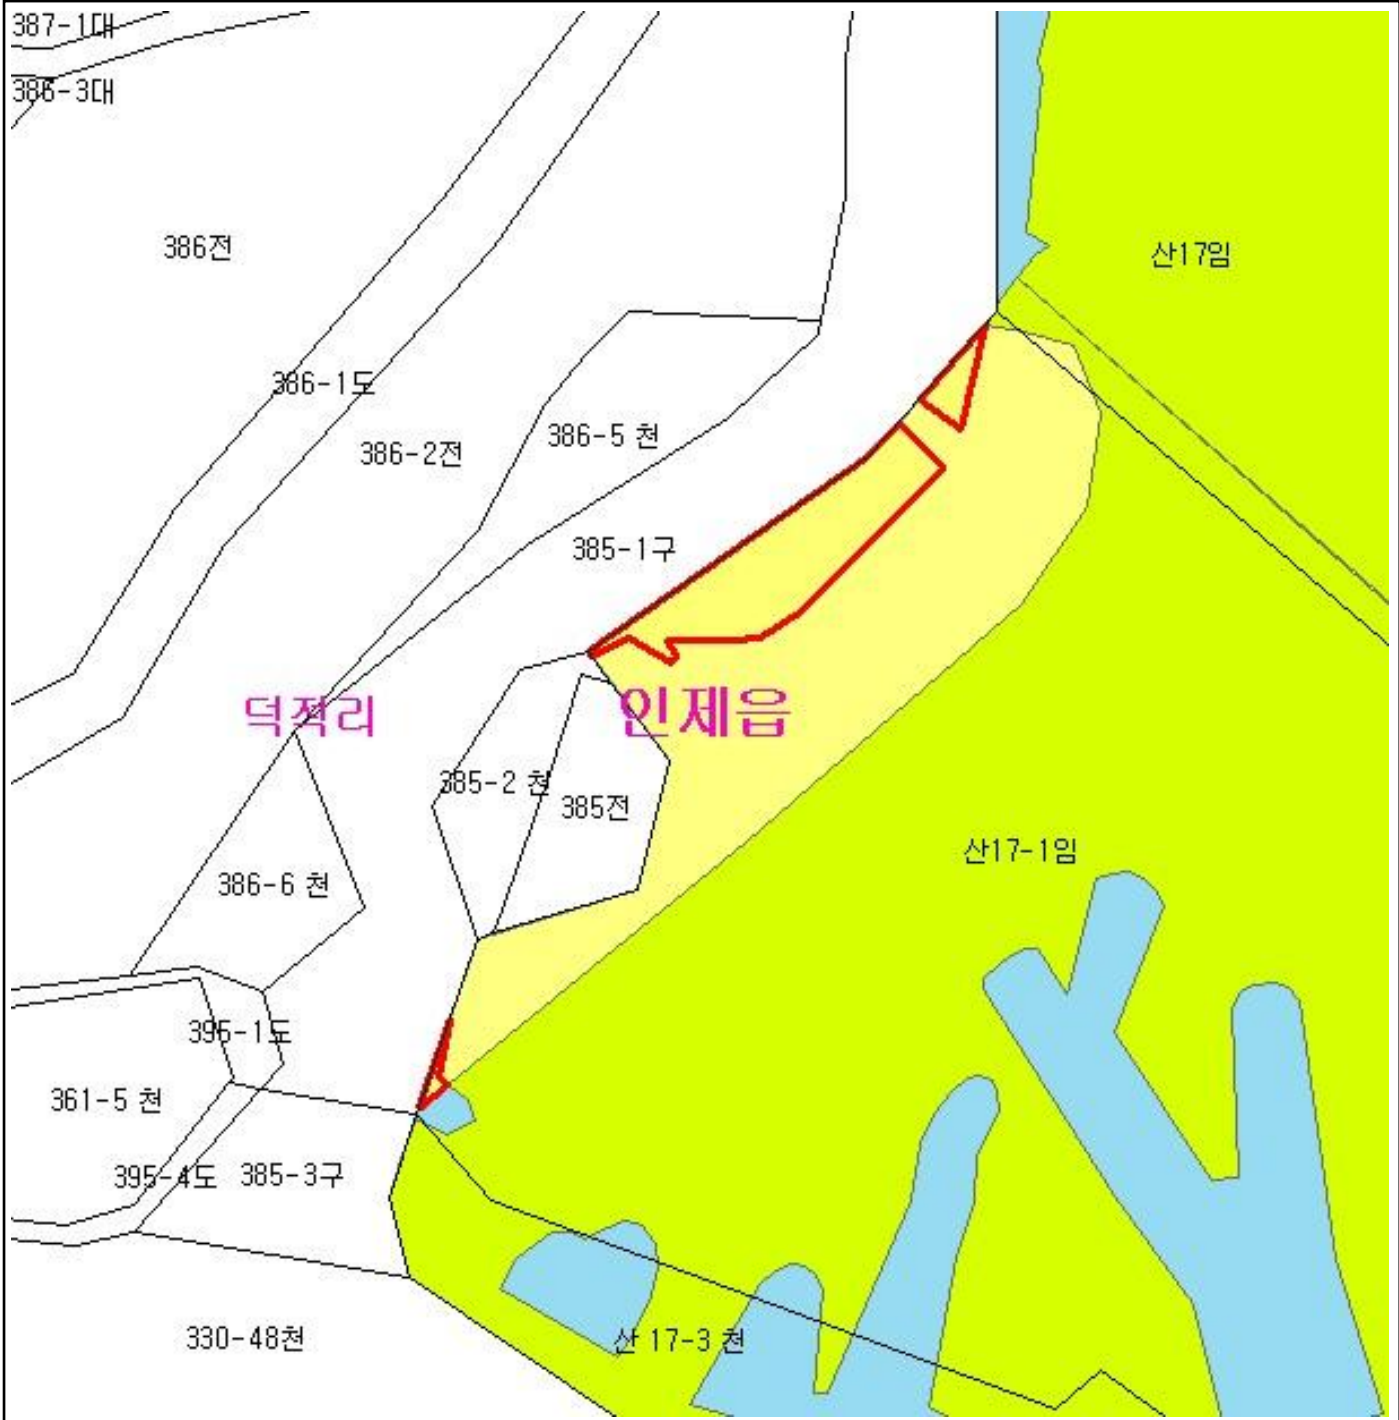 387-1대
386-3대
386전
산17임
386-1도
386-5 천
386-2전
385-1구
덕적리
인제읍
385-2 천
385전
산17-1임
386-6 천
395-1도
361-5 천
395-4도
385-3구
330-48천
산 17-3 천